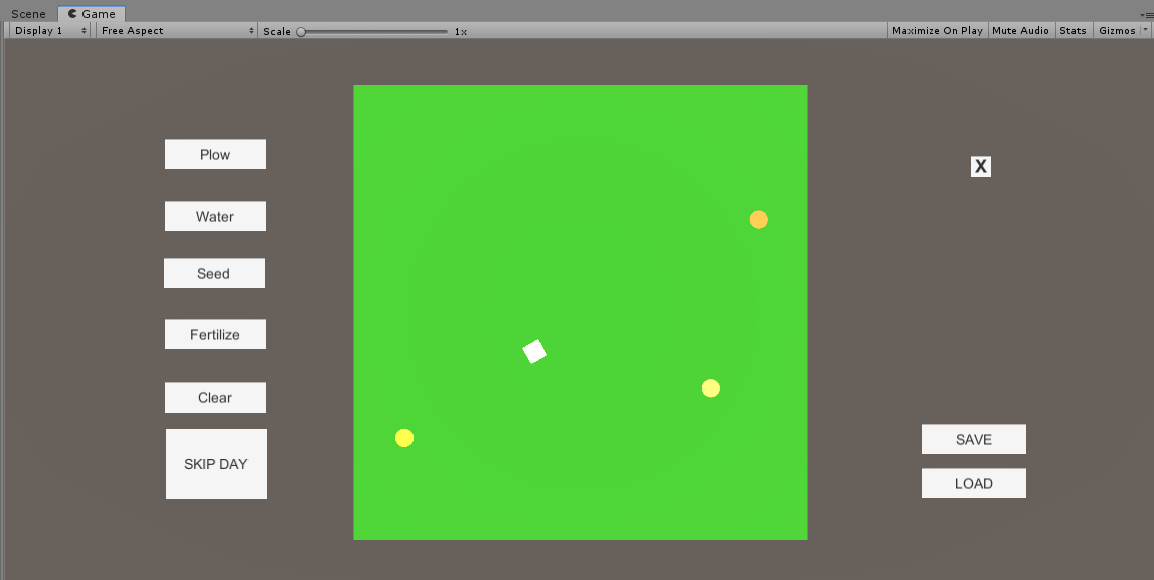 Scene Game
Display 1 Free Aspect Scale 1x Maximize On Play Mute Audio Stats Gizmos
Plow
X
Water
Seed
Fertilize
Clear
SKIP DAY
SAVE
LOAD